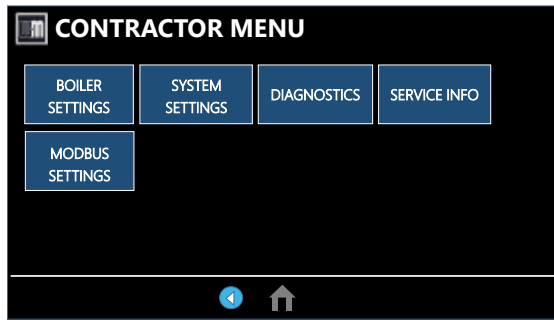 CONTRACTOR MENU
BOILER
SETTINGS
SYSTEM
SETTINGS
DIAGNOSTICS
SERVICE INFO
MODBUS
SETTINGS